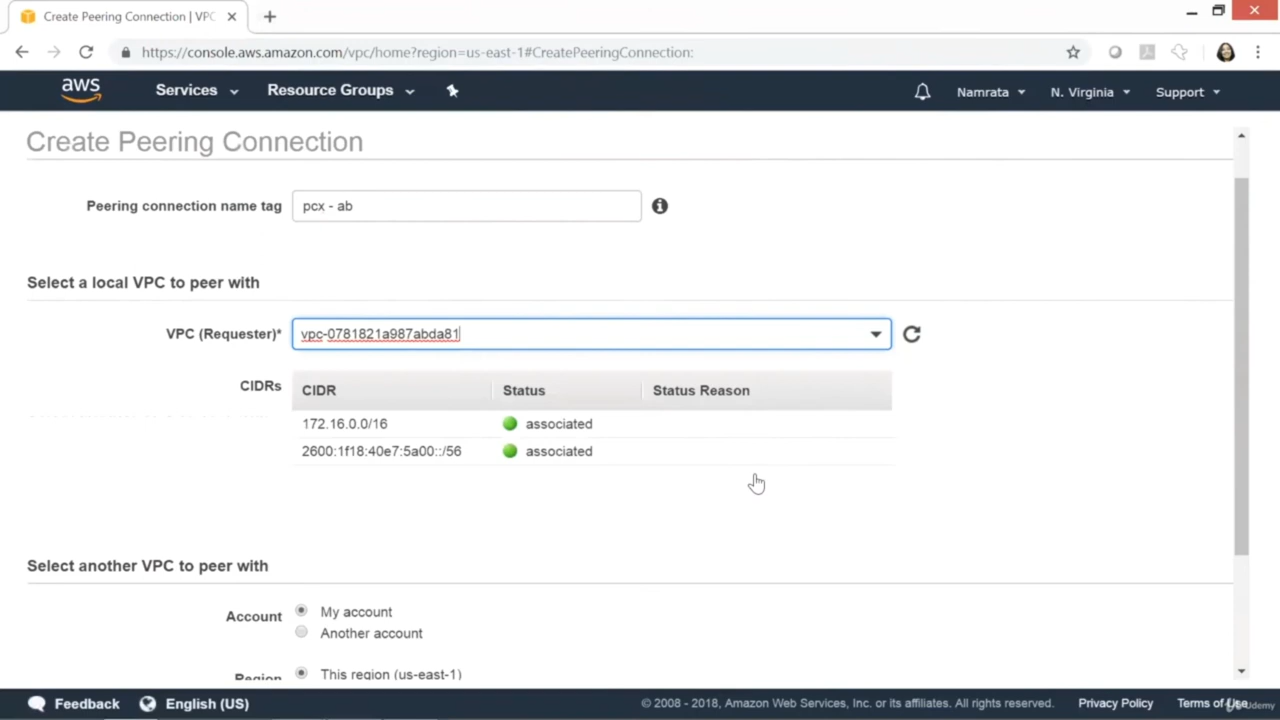 Create Peering Connection | VPC
https://console.aws.amazon.com/vpc/home?region=us-east-1#CreatePeeringConnection:
aws Services Resource Groups Namrata N. Virginia Support
Create Peering Connection
Peering connection name tag pcx - ab
Select a local VPC to peer with
VPC (Requester)* vpc-0781821a987abda81
CIDRs CIDR Status Status Reason
172.16.0.0/16 associated
2600:1f18:40e7:5a00::/56 associated
Select another VPC to peer with
Account My account
Another account
Region This region (us-east-1)
Feedback English (US) © 2008 - 2018, Amazon Web Services, Inc. or its affiliates. All rights reserved. Privacy Policy Terms of Use
Udemy